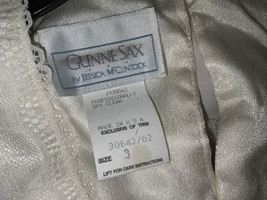 GUNNE SAX
BY JESSICA McCLINTOCK
PROFESSIONALLY
DRY CLEAN
MADE IN U S A
EXCLUSIVE OF TRIM
30642/02
SIZE 3
LIFT FOR CARE INSTRUCTIONS